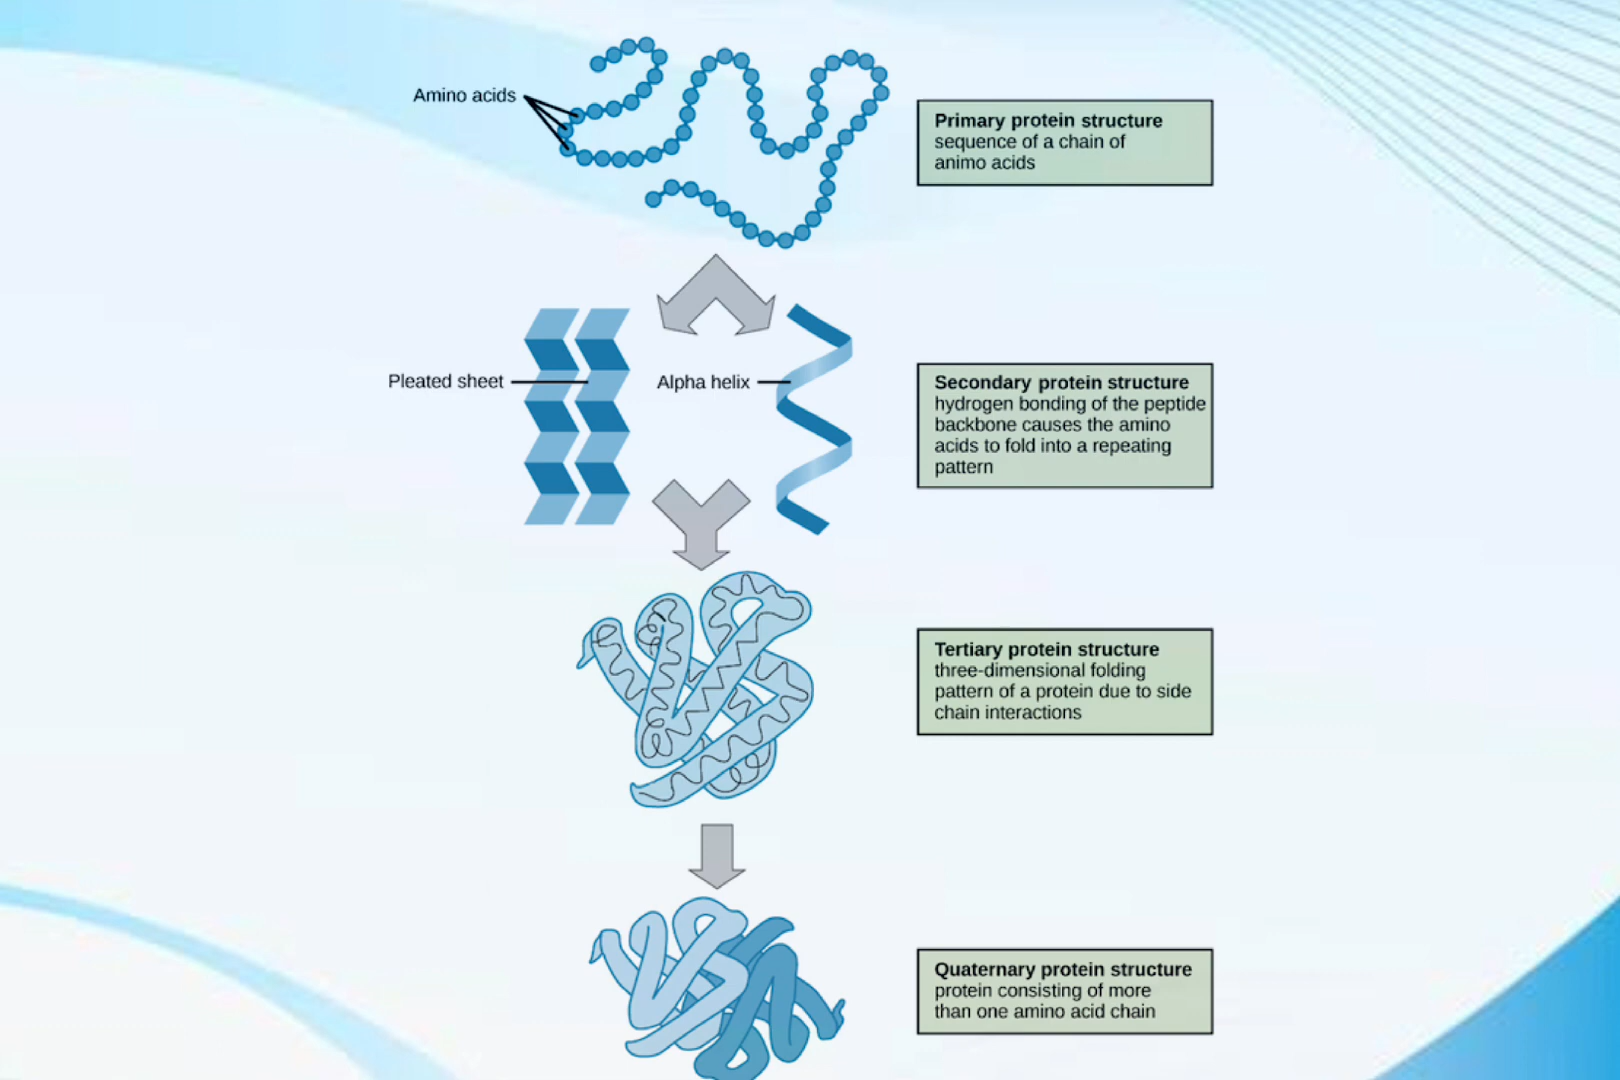 Amino acids
Primary protein structure
sequence of a chain of
animo acids
Pleated sheet
Alpha helix
Secondary protein structure
hydrogen bonding of the peptide
backbone causes the amino
acids to fold into a repeating
pattern
Tertiary protein structure
three-dimensional folding
pattern of a protein due to side
chain interactions
Quaternary protein structure
protein consisting of more
than one amino acid chain